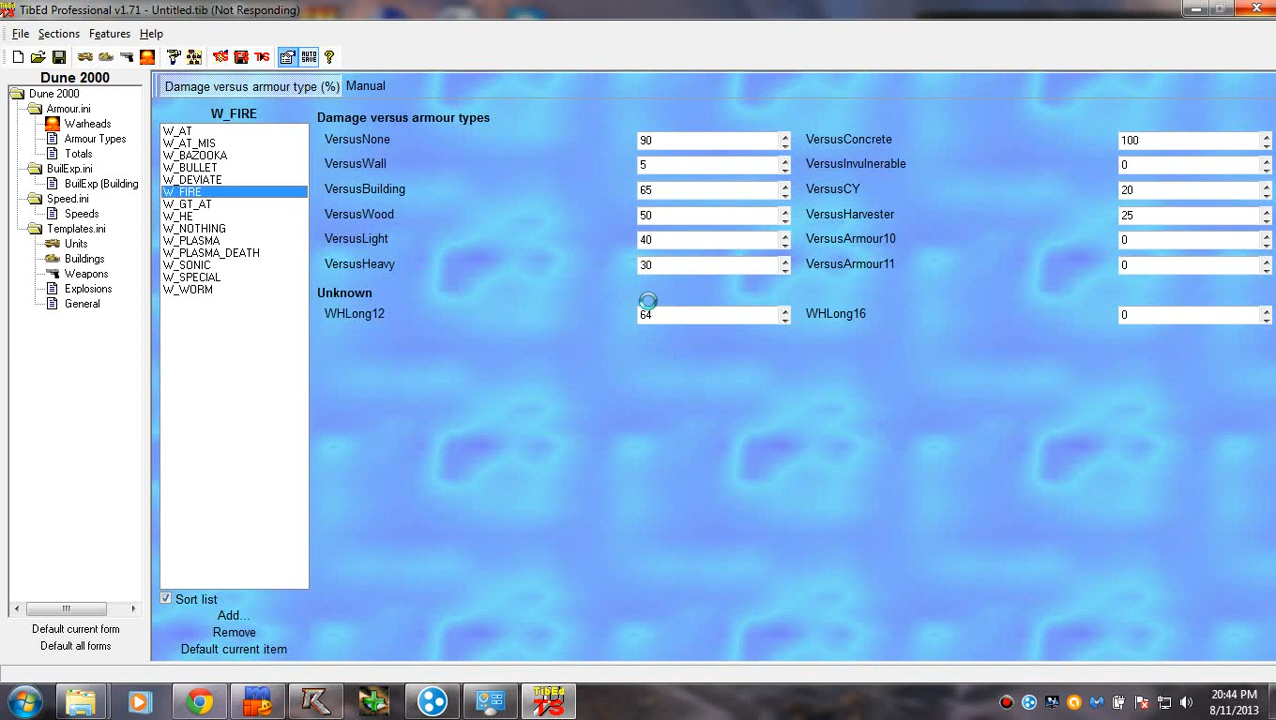 TibEd Professional v1.71 - Untitled.tib (Not Responding)
File Sections Features Help
AUTO SAVE
Dune 2000
Dune 2000
Armour.ini
Warheads
Armour Types
Totals
BuilExp.ini
BuilExp (Building
Speed.ini
Speeds
Templates.ini
Units
Buildings
Weapons
Explosions
General
Default current form
Default all forms
Damage versus armour type (%) Manual
W_FIRE
W_AT
W_AT_MIS
W_BAZOOKA
W_BULLET
W_DEVIATE
W_FIRE
W_GT_AT
W_HE
W_NOTHING
W_PLASMA
W_PLASMA_DEATH
W_SONIC
W_SPECIAL
W_WORM
Sort list
Add...
Remove
Default current item
Damage versus armour types
VersusNone 90 VersusConcrete 100
VersusWall 5 VersusInvulnerable 0
VersusBuilding 65 VersusCY 20
VersusWood 50 VersusHarvester 25
VersusLight 40 VersusArmour10 0
VersusHeavy 30 VersusArmour11 0
Unknown
WHLong12 64 WHLong16 0
TibEd
20:44 PM
8/11/2013